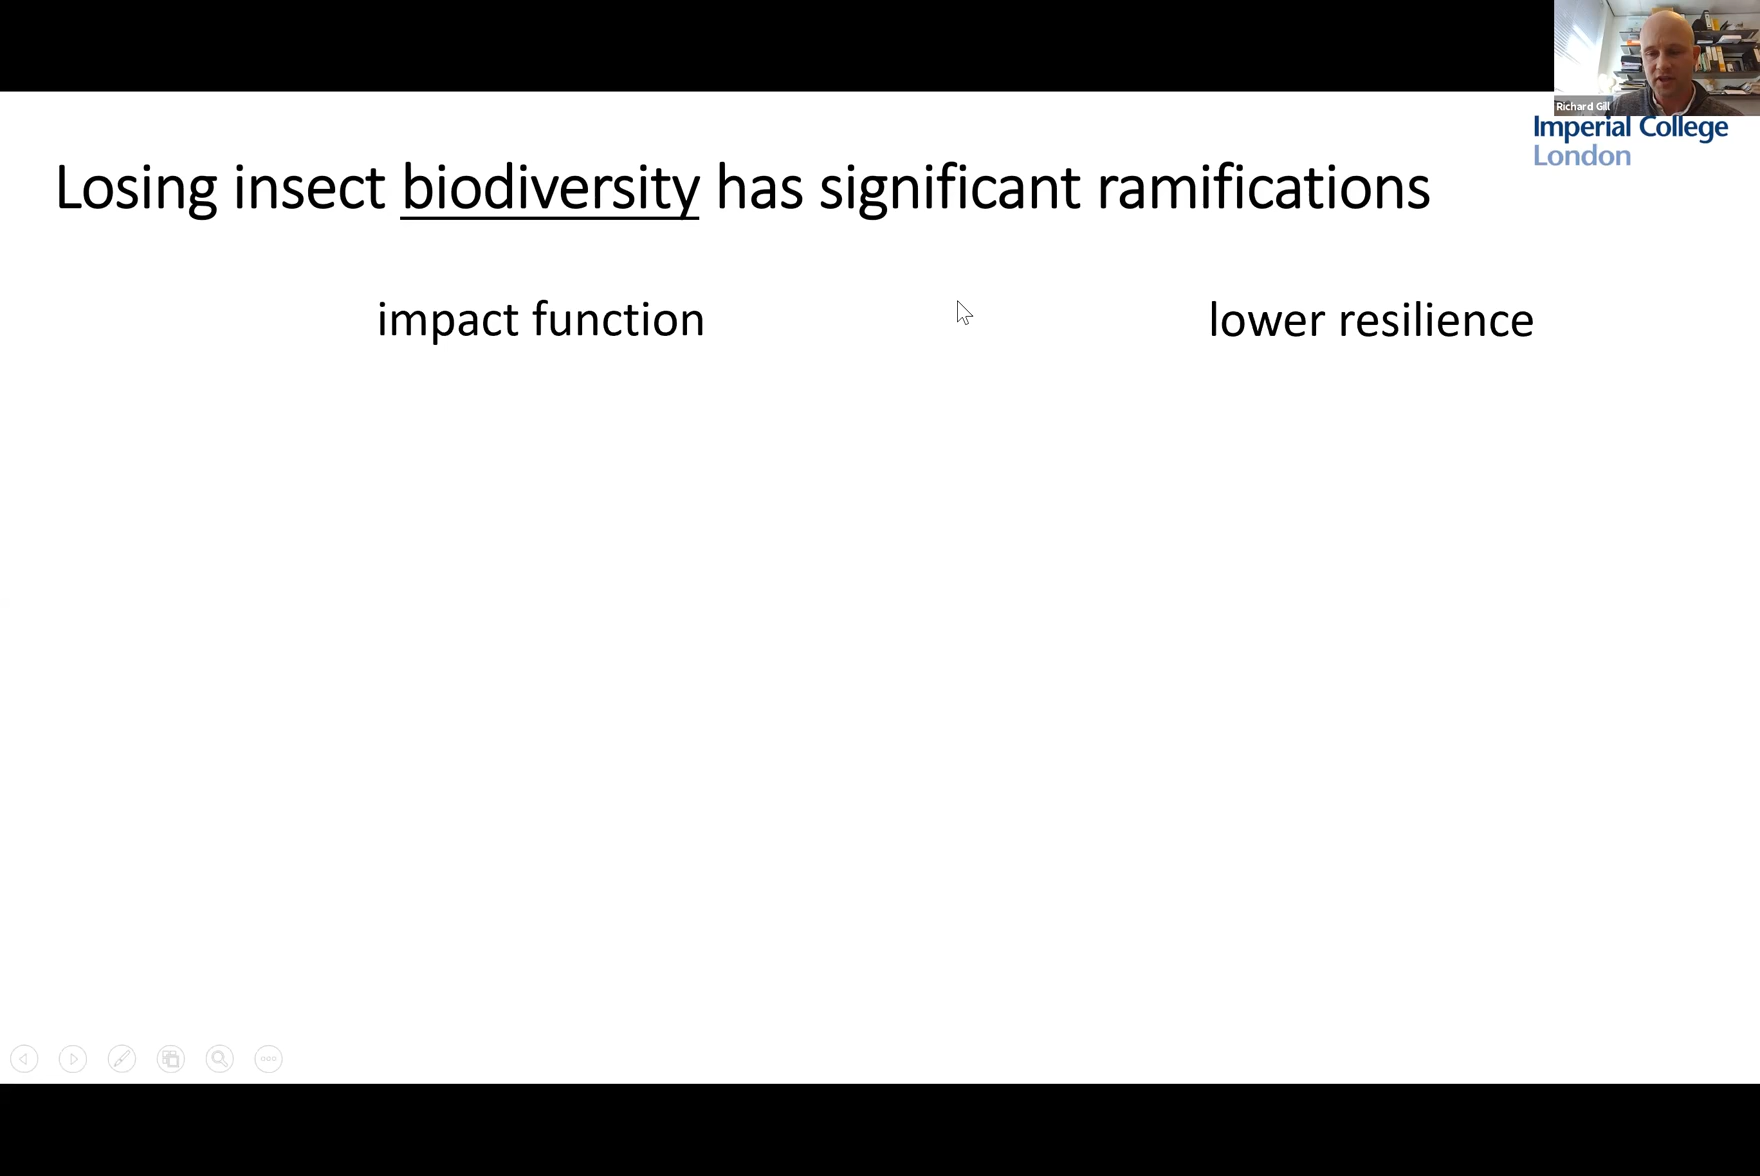 Richard Gill
Imperial College
London
Losing insect biodiversity has significant ramifications
impact function
lower resilience